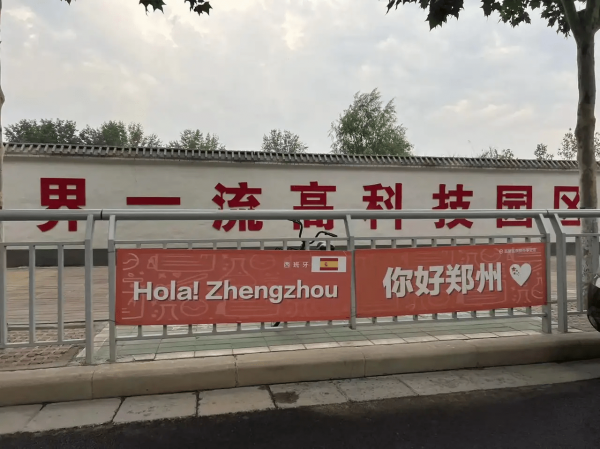 界一流高科技园区
西班牙
Hola! Zhengzhou
你好郑州